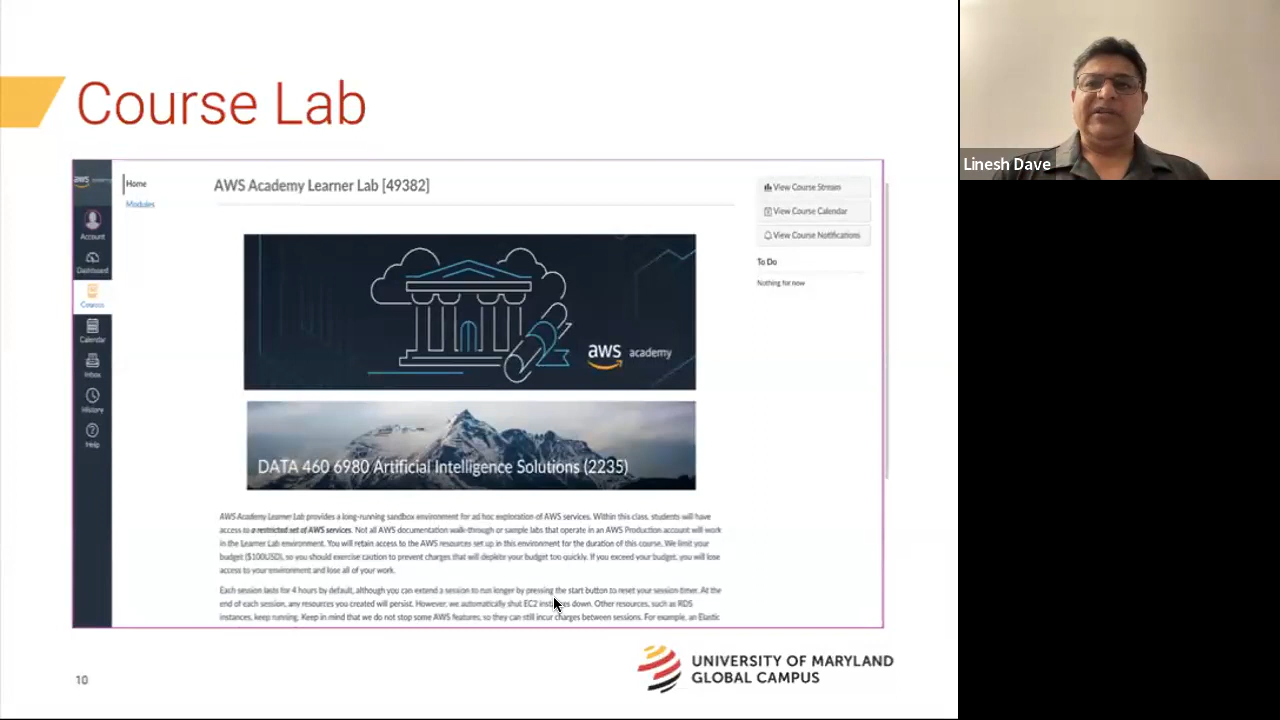 Course Lab
aws academy
Home
Modules
AWS Academy Learner Lab [49382]
View Course Stream
View Course Calendar
View Course Notifications
To Do
Nothing for now
Account
Dashboard
Courses
Calendar
Inbox
History
Help
aws academy
DATA 460 6980 Artificial Intelligence Solutions (2235)
AWS Academy Learner Lab provides a long-running sandbox environment for ad hoc exploration of AWS services. Within this class, students will have
access to a restricted set of AWS services. Not all AWS documentation walk-through or sample labs that operate in an AWS Production account will work
in the Learner Lab environment. You will retain access to the AWS resources set up in this environment for the duration of this course. We limit your
budget ($100USD), so you should exercise caution to prevent charges that will deplete your budget too quickly. If you exceed your budget, you will lose
access to your environment and lose all of your work.
Each session lasts for 4 hours by default, although you can extend a session to run longer by pressing the start button to reset your session timer. At the
end of each session, any resources you created will persist. However, we automatically shut EC2 instances down. Other resources, such as RDS
instances, keep running. Keep in mind that we do not stop some AWS features, so they can still incur charges between sessions. For example, an Elastic
10
UNIVERSITY OF MARYLAND
GLOBAL CAMPUS
Linesh Dave